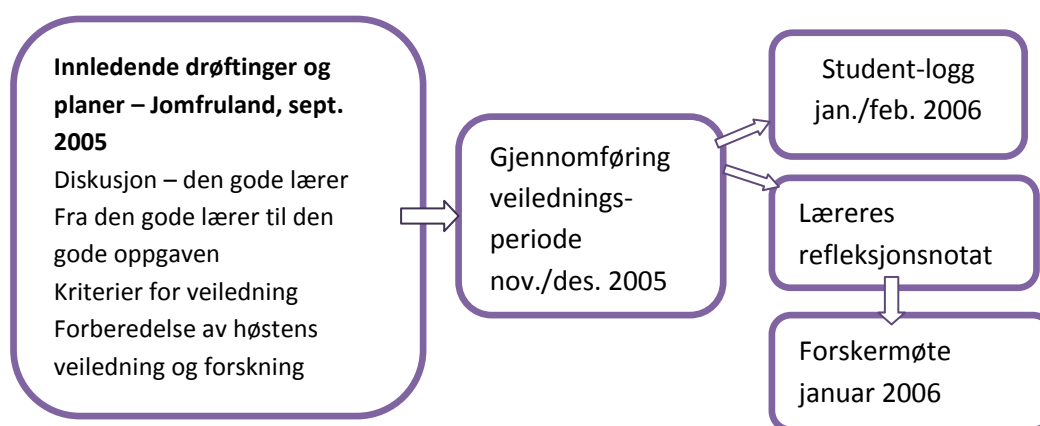 Innledende drøftinger og
planer – Jomfruland, sept.
2005
Diskusjon – den gode lærer
Fra den gode lærer til den
gode oppgaven
Kriterier for veiledning
Forberedelse av høstens
veiledning og forskning
Gjennomføring
veilednings-
periode
nov./des. 2005
Student-logg
jan./feb. 2006
Læreres
refleksjonsnotat
Forskermøte
januar 2006